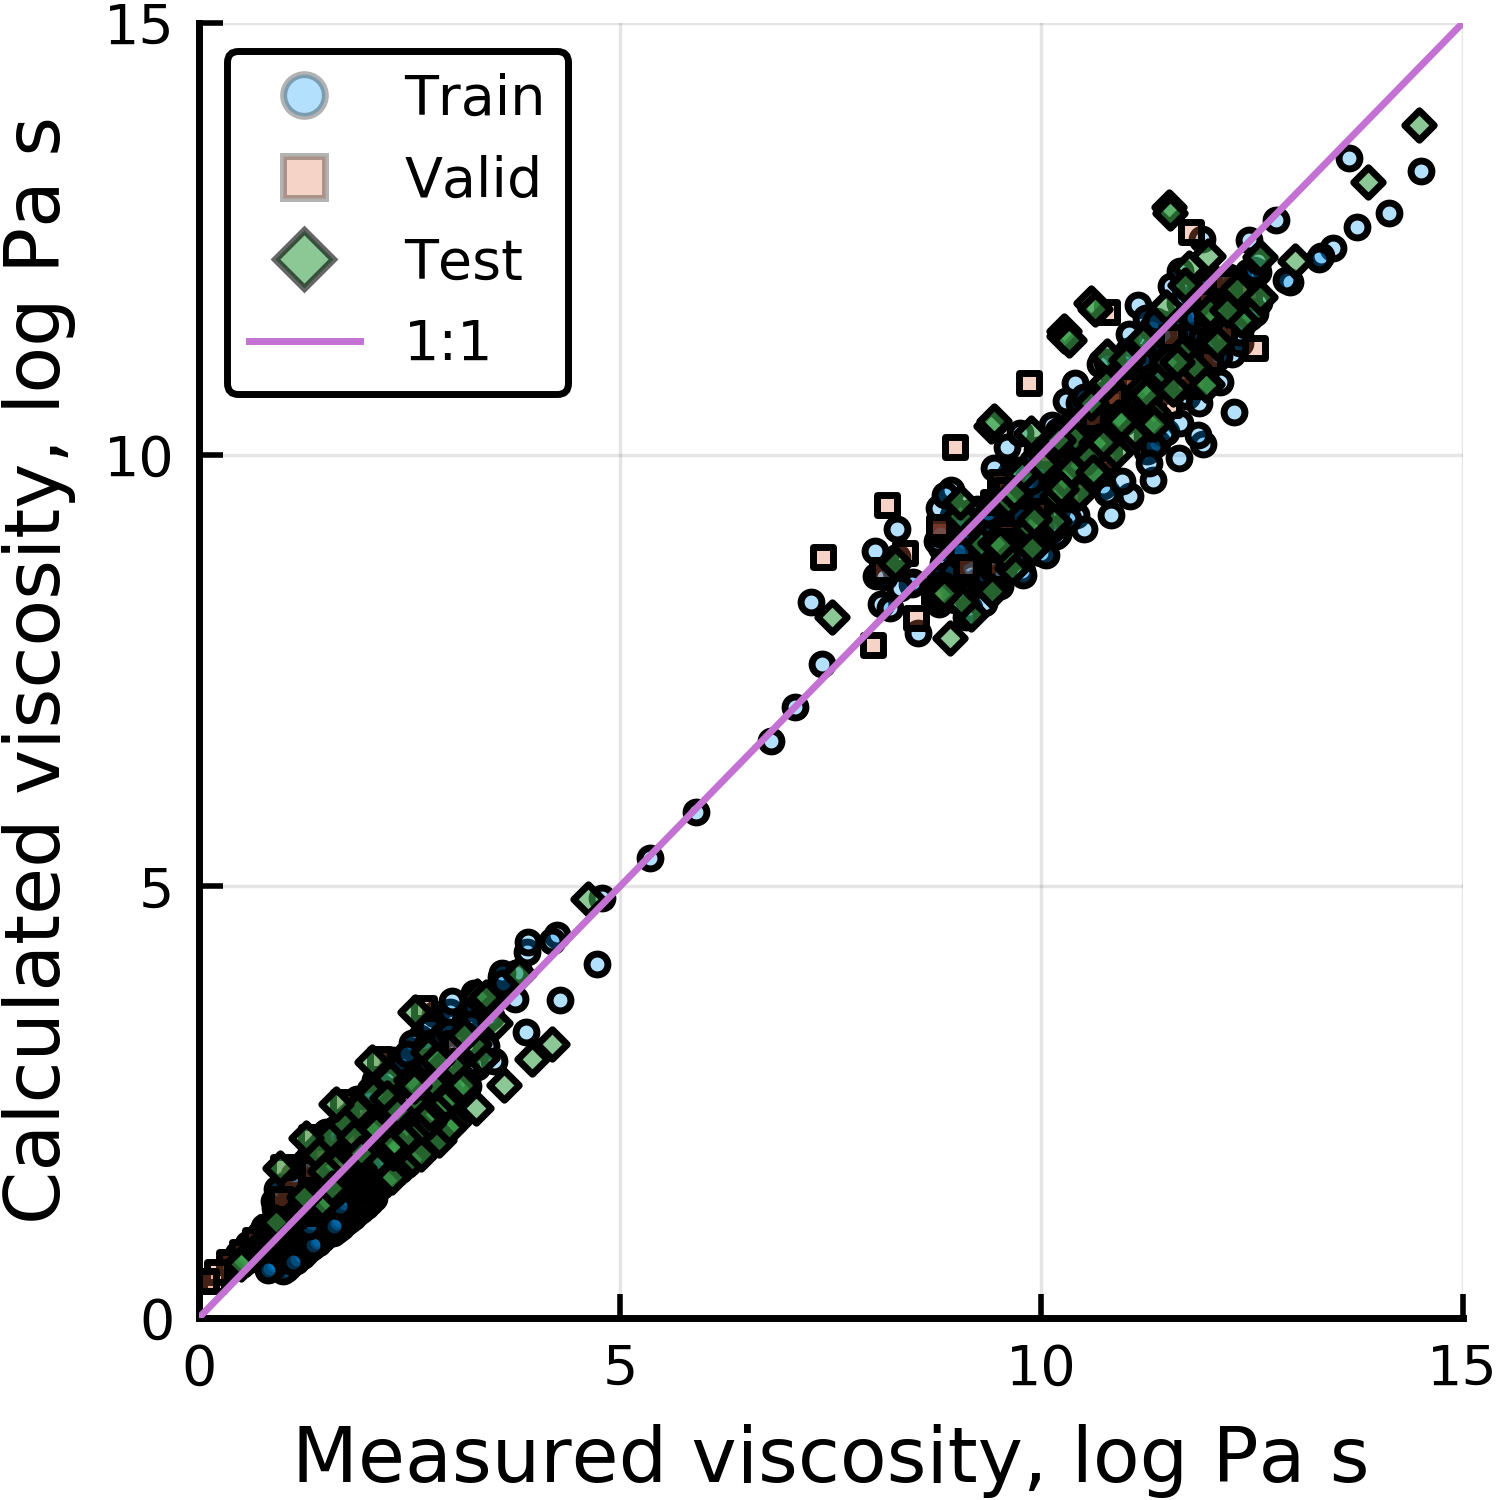 15
Train
Valid
Test
1:1
10
5
0
0 5 10 15
Calculated viscosity, log Pa s
Measured viscosity, log Pa s